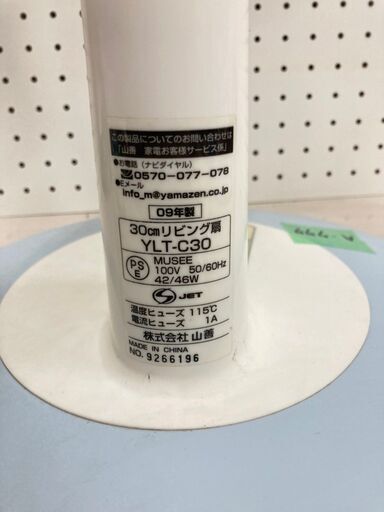 この製品についてのお問い合わせは
「山善 家電お客様サービス係」
●お電話(ナビダイヤル)
0570-077-078
●Eメール
info_m@yamazen.co.jp
09年製
30cmリビング扇
YLT-C30
MUSEE
PS
E
100V 50/60Hz
42/46W
S JET
温度ヒューズ 115℃
電流ヒューズ 1A
株式会社 山善
MADE IN CHINA
NO. 9266196